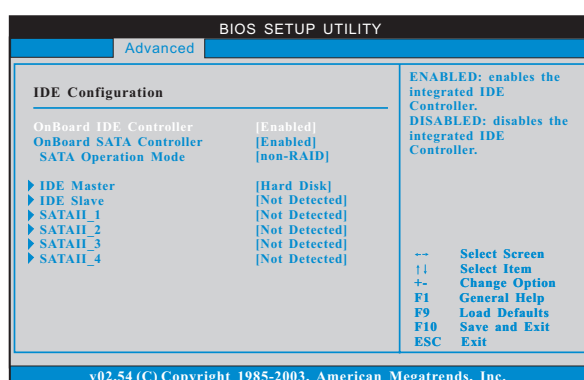 BIOS SETUP UTILITY
Advanced
IDE Configuration
OnBoard IDE Controller [Enabled]
OnBoard SATA Controller [Enabled]
SATA Operation Mode [non-RAID]
IDE Master [Hard Disk]
IDE Slave [Not Detected]
SATAII_1 [Not Detected]
SATAII_2 [Not Detected]
SATAII_3 [Not Detected]
SATAII_4 [Not Detected]
ENABLED: enables the
integrated IDE
Controller.
DISABLED: disables the
integrated IDE
Controller.
←→ Select Screen
↑↓ Select Item
+- Change Option
F1 General Help
F9 Load Defaults
F10 Save and Exit
ESC Exit
v02.54 (C) Copyright 1985-2003, American Megatrends, Inc.